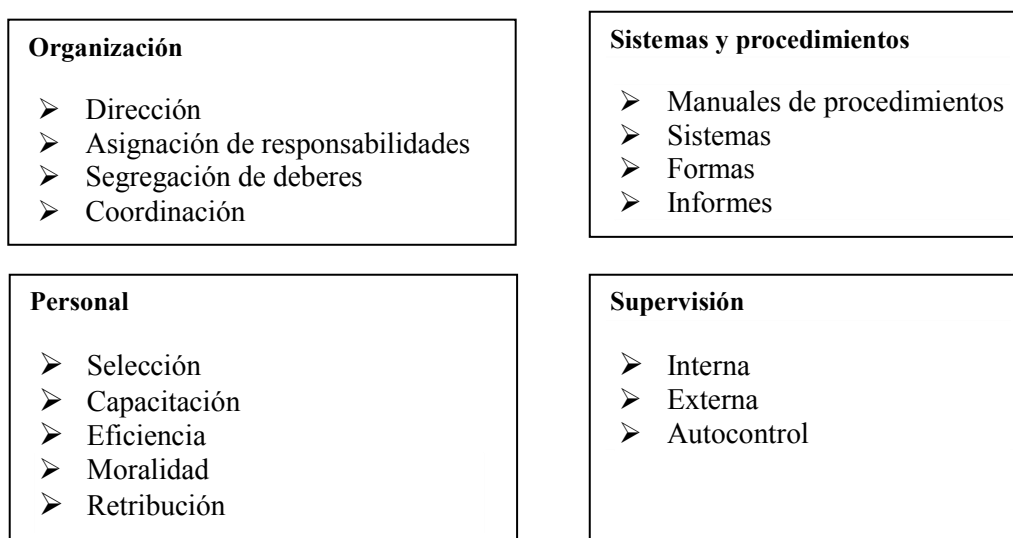 Organización
➢ Dirección
➢ Asignación de responsabilidades
➢ Segregación de deberes
➢ Coordinación
Sistemas y procedimientos
➢ Manuales de procedimientos
➢ Sistemas
➢ Formas
➢ Informes
Personal
➢ Selección
➢ Capacitación
➢ Eficiencia
➢ Moralidad
➢ Retribución
Supervisión
➢ Interna
➢ Externa
➢ Autocontrol